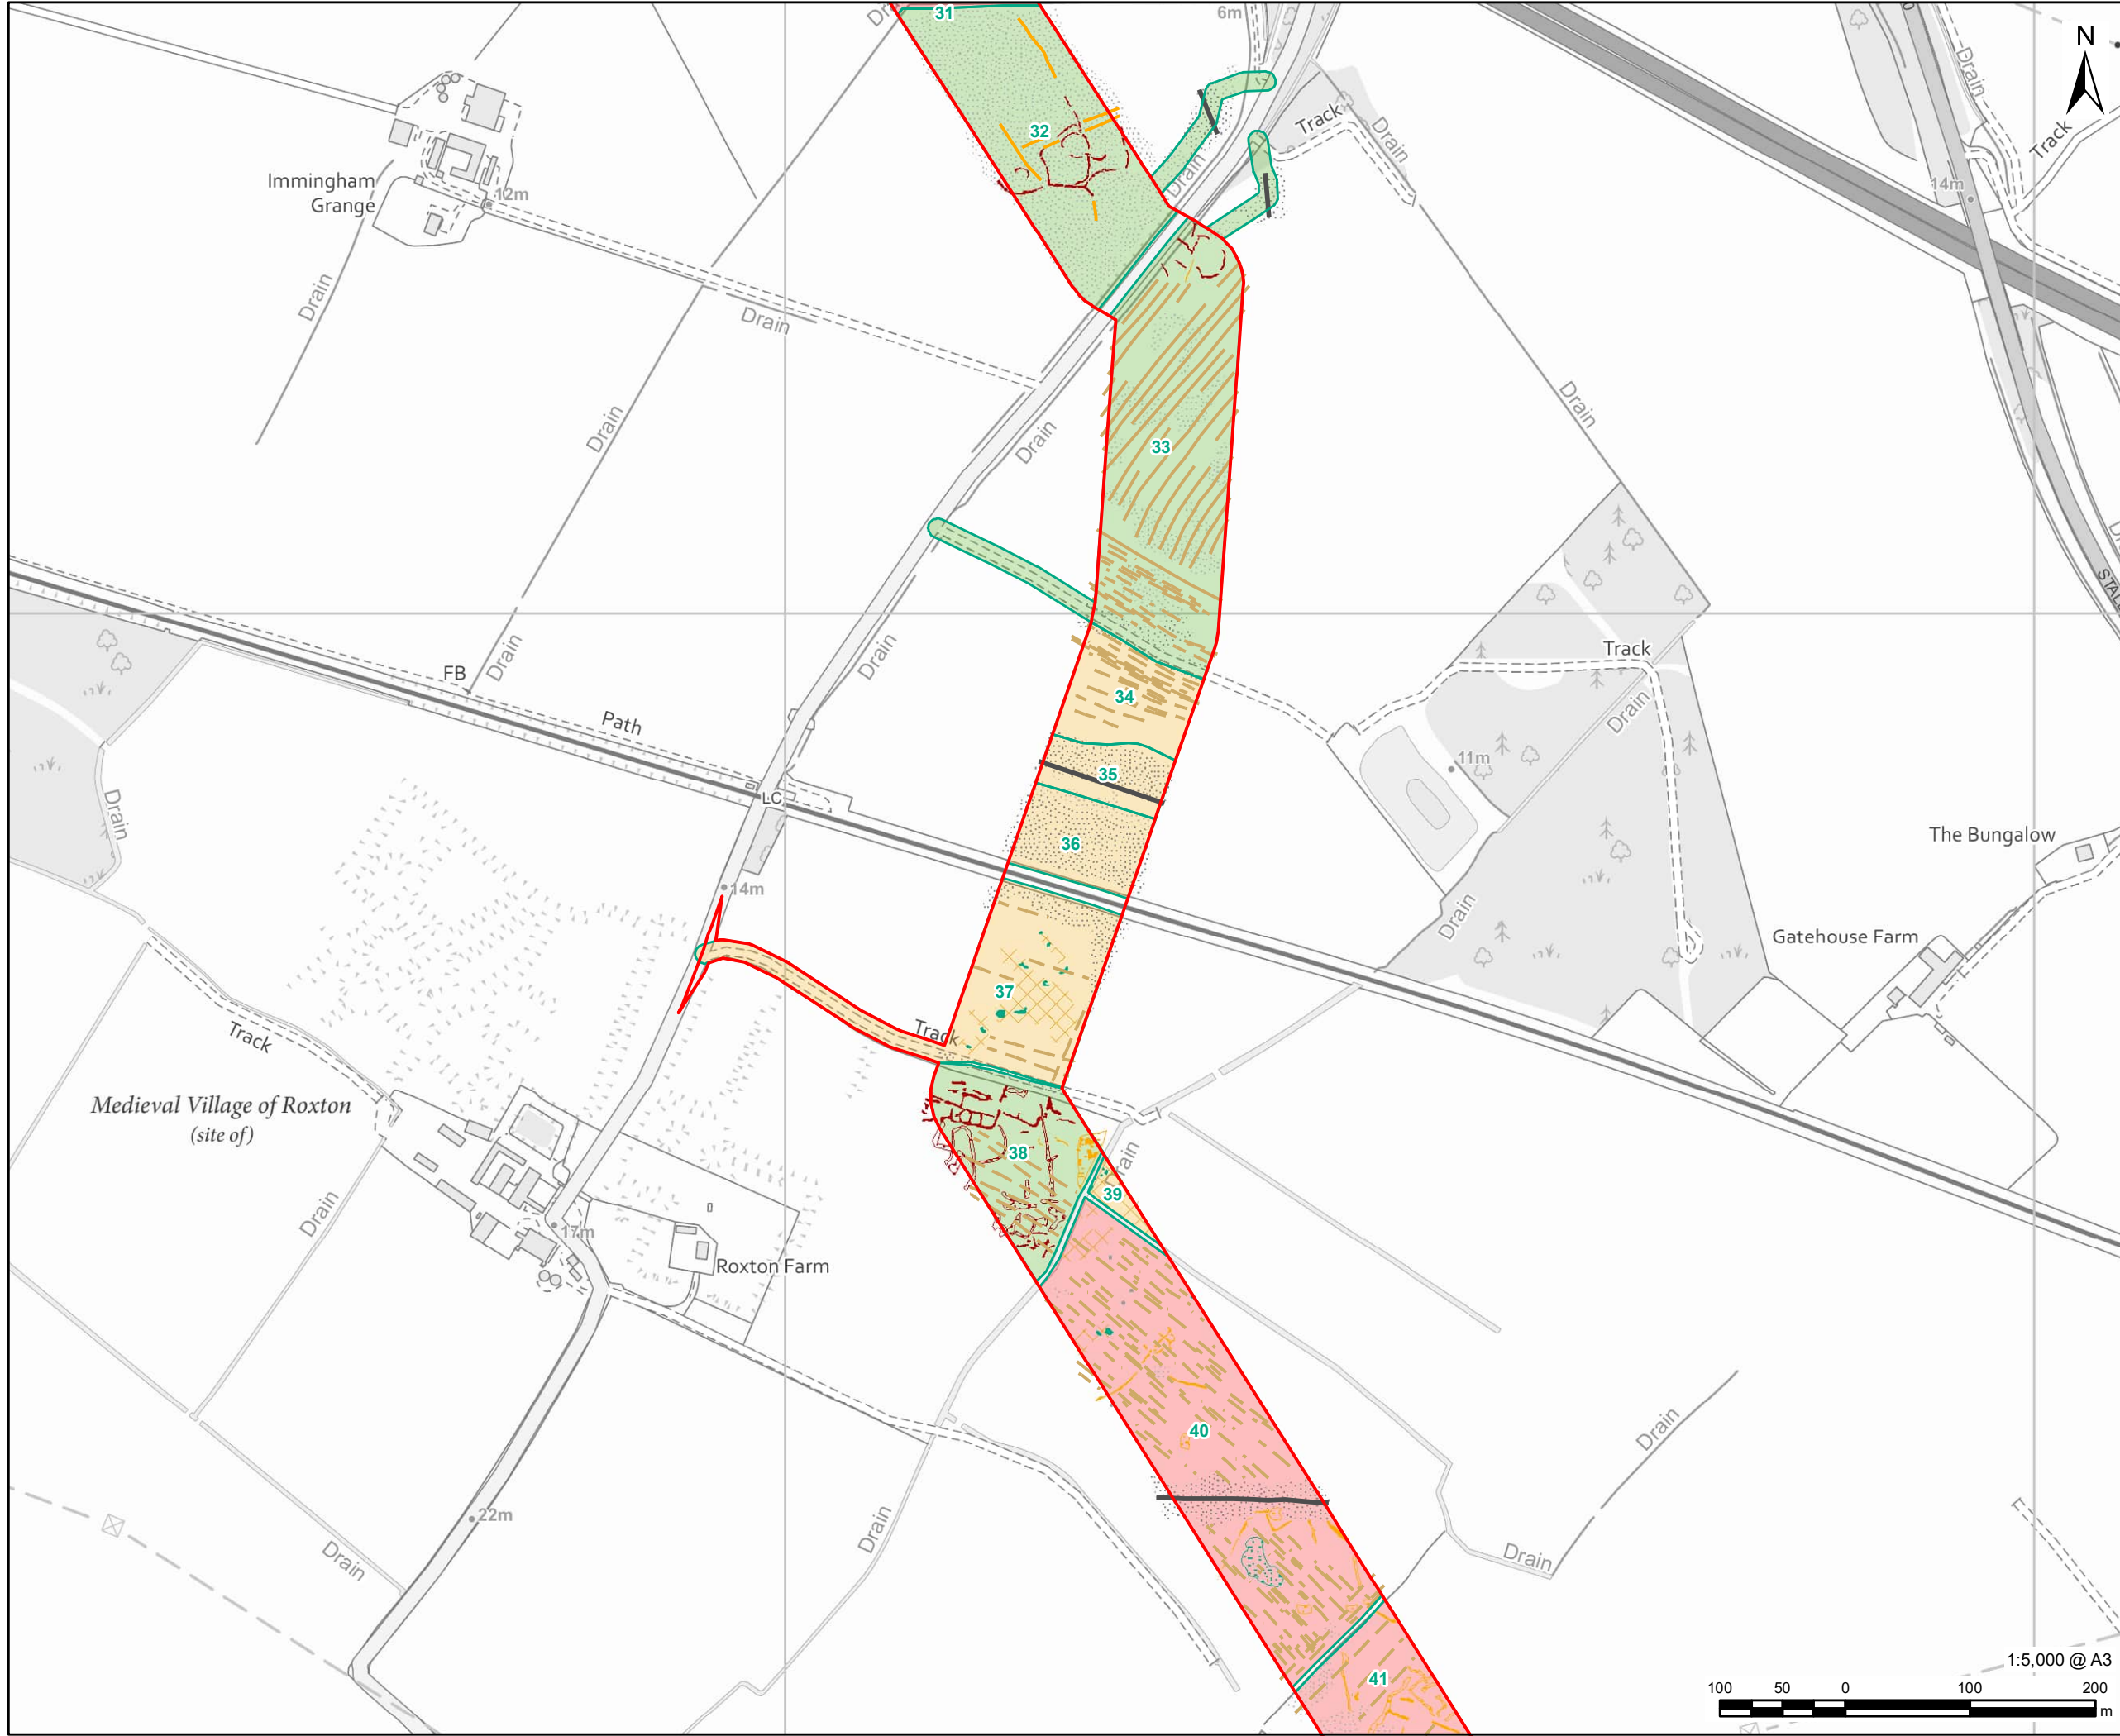 31
6m
N
Drain
Track
Track
Drain
32
Drain
Immingham
Grange
12m
14m
Drain
Drain
Drain
Drain
Drain
Drain
33
FB
Drain
Path
Drain
Track
34
Drain
11m
35
LC
36
Drain
The Bungalow
14m
Drain
Gatehouse Farm
37
Track
Track
Medieval Village of Roxton
(site of)
38
39
Drain
17m
Roxton Farm
40
Drain
22m
Drain
Drain
Drain
41
1:5,000 @ A3
100 50 0 100 200
m